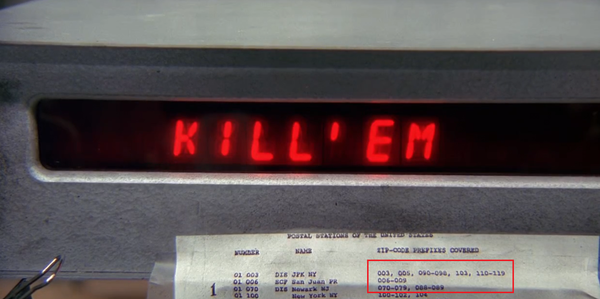 KILL'EM
POSTAL STATIONS OF THE UNITED STATES
NUMBER NAME ZIP-CODE PREFIXES COVERED
01 003 DIS JFK NY 003, 005, 090-098, 103, 110-119
01 006 SCF San Juan PR 006-009
1 01 070 DIS Newark NJ 070-079, 085-089
01 100 New York NY 100-102, 104